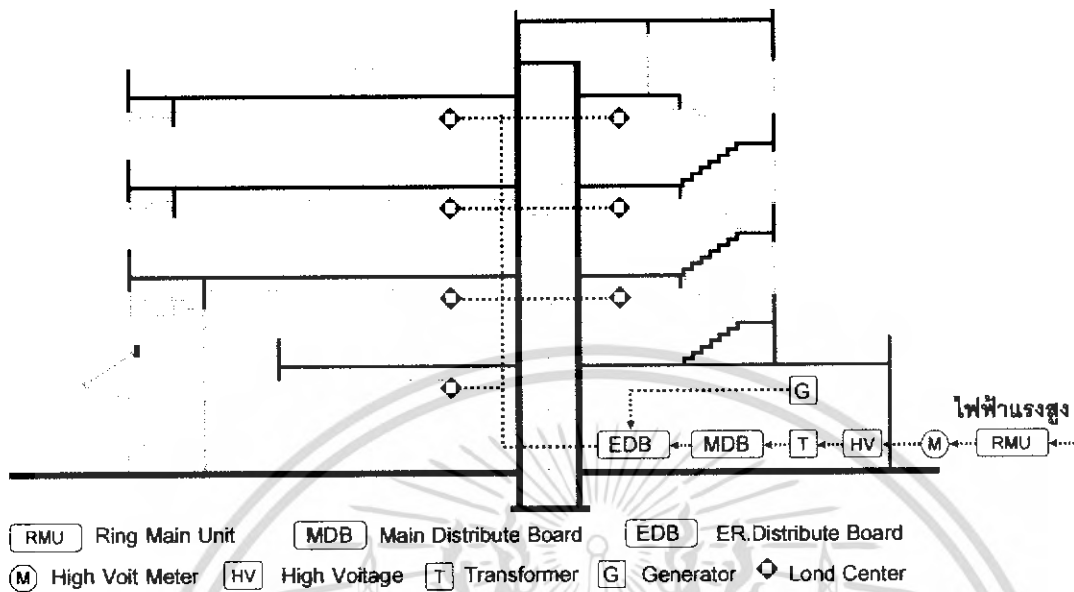 G
ไฟฟ้าแรงสูง
EDB MDB T HV M RMU
RMU Ring Main Unit MDB Main Distribute Board EDB ER.Distribute Board
M High Voit Meter HV High Voitage T Transformer G Generator Lond Center